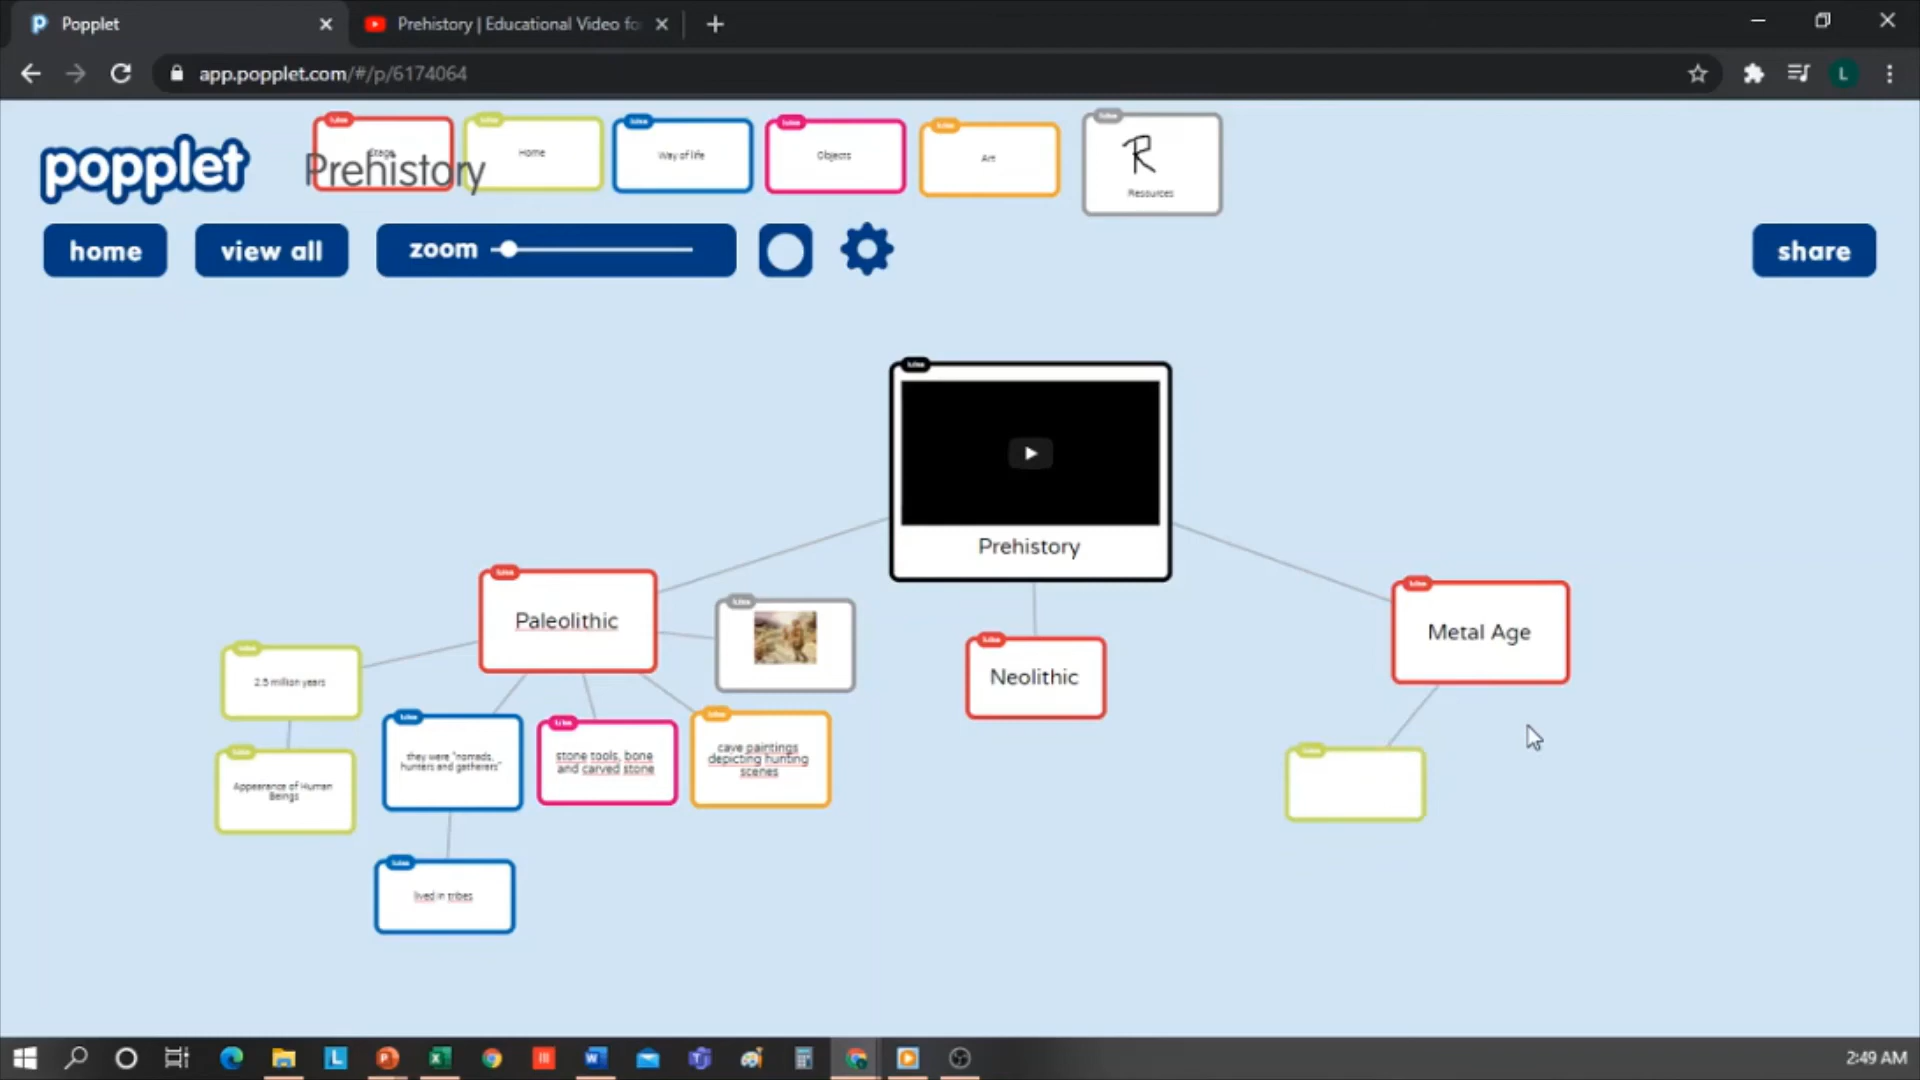 Popplet
Prehistory | Educational Video fo
app.popplet.com/#/p/6174064
L
popplet
Prehistory
Home
Way of life
Objects
Art
R
Resources
home
view all
zoom
share
Prehistory
Paleolithic
Neolithic
Metal Age
2.5 million years
Appearance of Human
Beings
they were "nomads,
hunters and gatherers"
lived in tribes
stone tools, bone
and carved stone
cave paintings
depicting hunting
scenes
2:49 AM